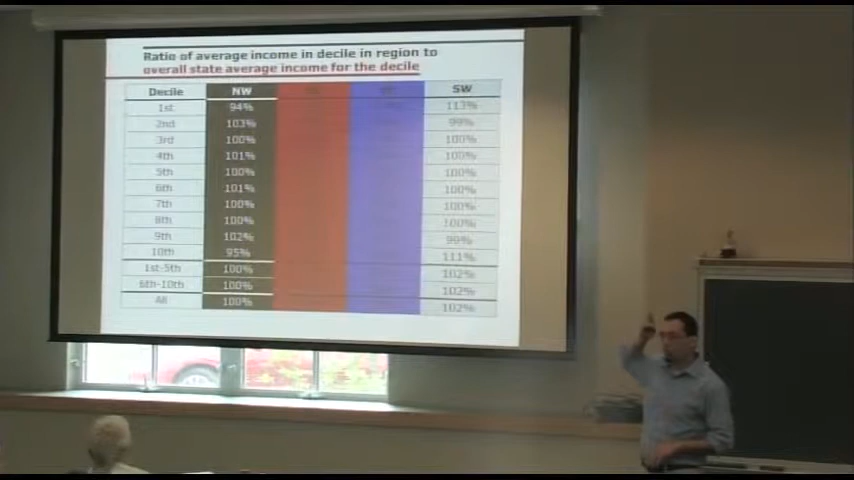 Ratio of average income in decile in region to
overall state average income for the decile
Decile NW SW
1st 94% 113%
2nd 103% 99%
3rd 100% 100%
4th 101% 100%
5th 100% 100%
6th 101% 100%
7th 100% 100%
8th 100% 100%
9th 102% 99%
10th 95% 111%
1st-5th 100% 102%
6th-10th 100% 102%
All 100% 102%